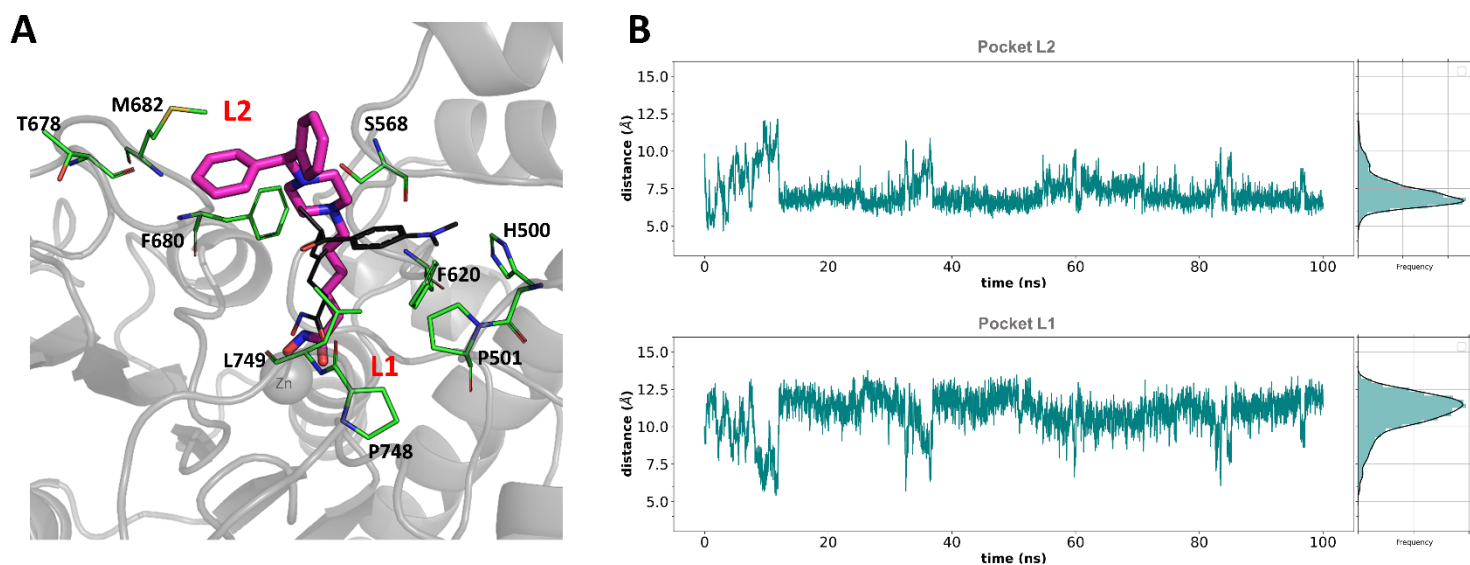 A
M682
L2
T678
S568
F680
H500
F620
L749
L1
P501
Zn
P748
B
Pocket L2
15.0
12.5
10.0
7.5
5.0
distance (Å)
0 20 40 60 80 100
time (ns)
Frequency
Pocket L1
15.0
12.5
10.0
7.5
5.0
distance (Å)
0 20 40 60 80 100
time (ns)
Frequency